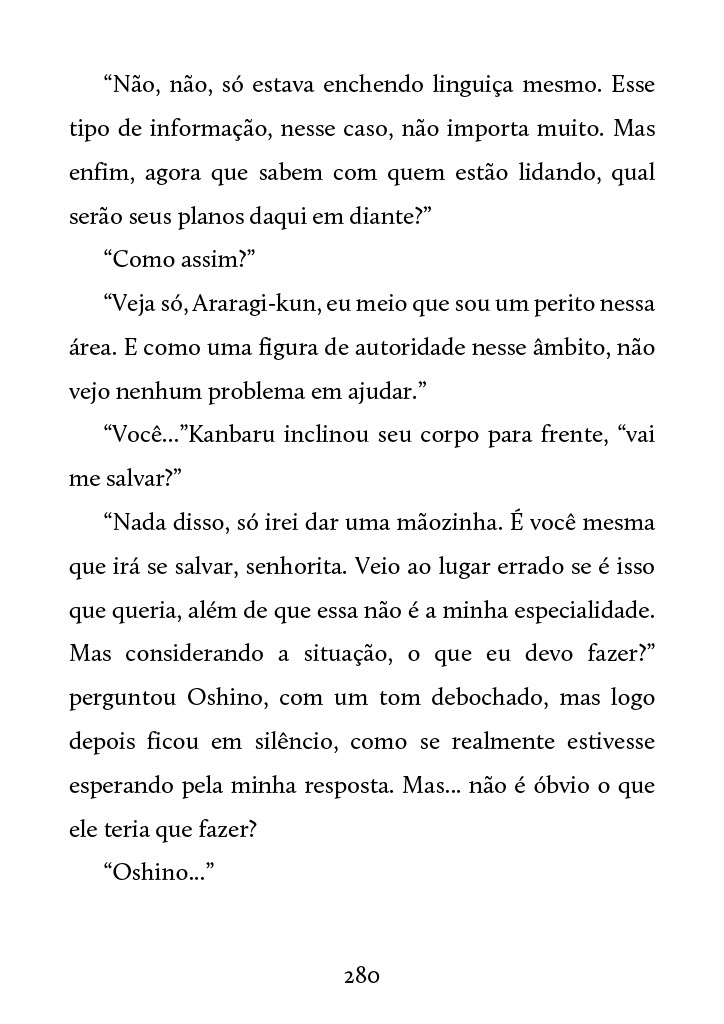 “Não, não, só estava enchendo linguiça mesmo. Esse
tipo de informação, nesse caso, não importa muito. Mas
enfim, agora que sabem com quem estão lidando, qual
serão seus planos daqui em diante?”
“Como assim?”
“Veja só, Araragi-kun, eu meio que sou um perito nessa
área. E como uma figura de autoridade nesse âmbito, não
vejo nenhum problema em ajudar.”
“Você...”Kanbaru inclinou seu corpo para frente, “vai
me salvar?”
“Nada disso, só irei dar uma mãozinha. É você mesma
que irá se salvar, senhorita. Veio ao lugar errado se é isso
que queria, além de que essa não é a minha especialidade.
Mas considerando a situação, o que eu devo fazer?”
perguntou Oshino, com um tom debochado, mas logo
depois ficou em silêncio, como se realmente estivesse
esperando pela minha resposta. Mas... não é óbvio o que
ele teria que fazer?
“Oshino...”
280